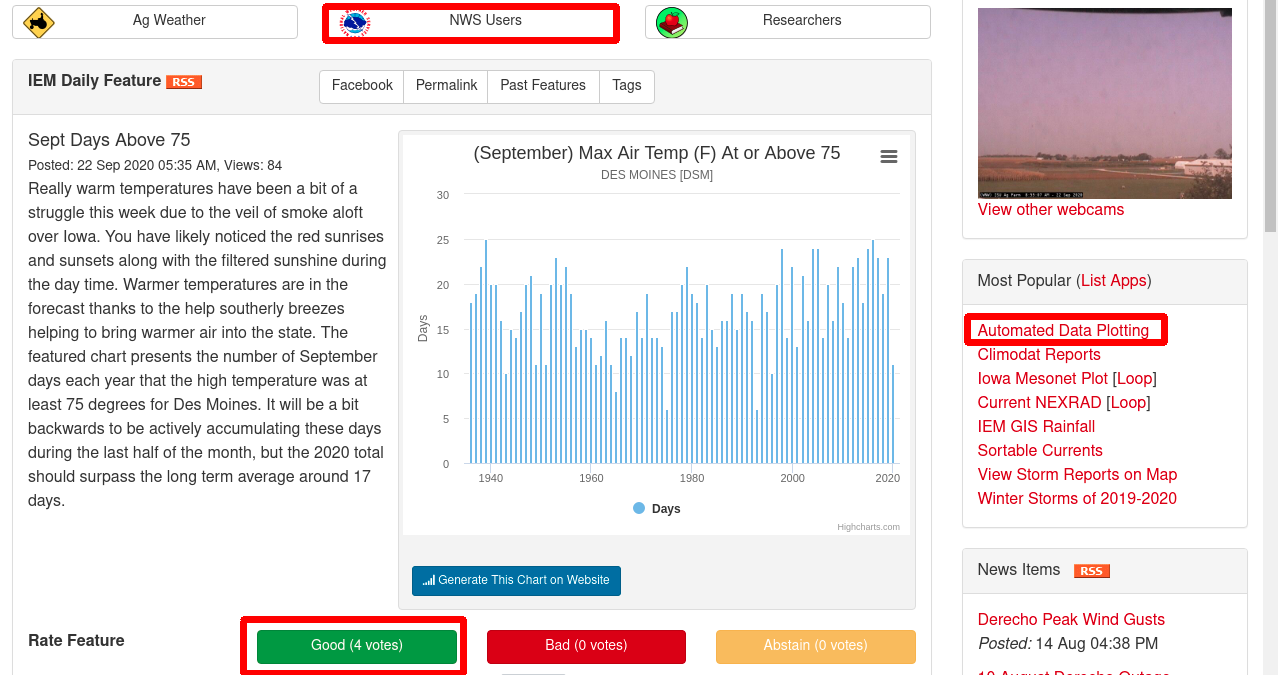 Ag Weather
NWS Users
Researchers
IEM Daily Feature RSS
Facebook
Permalink
Past Features
Tags
Sept Days Above 75
Posted: 22 Sep 2020 05:35 AM, Views: 84
Really warm temperatures have been a bit of a
struggle this week due to the veil of smoke aloft
over Iowa. You have likely noticed the red sunrises
and sunsets along with the filtered sunshine during
the day time. Warmer temperatures are in the
forecast thanks to the help southerly breezes
helping to bring warmer air into the state. The
featured chart presents the number of September
days each year that the high temperature was at
least 75 degrees for Des Moines. It will be a bit
backwards to be actively accumulating these days
during the last half of the month, but the 2020 total
should surpass the long term average around 17
days.
(September) Max Air Temp (F) At or Above 75
DES MOINES [DSM]
30
25
20
15
10
5
0
Days
1940
1960
1980
2000
2020
Days
Highcharts.com
Generate This Chart on Website
Rate Feature
Good (4 votes)
Bad (0 votes)
Abstain (0 votes)
View other webcams
Most Popular (List Apps)
Automated Data Plotting
Climodat Reports
Iowa Mesonet Plot [Loop]
Current NEXRAD [Loop]
IEM GIS Rainfall
Sortable Currents
View Storm Reports on Map
Winter Storms of 2019-2020
News Items RSS
Derecho Peak Wind Gusts
Posted: 14 Aug 04:38 PM